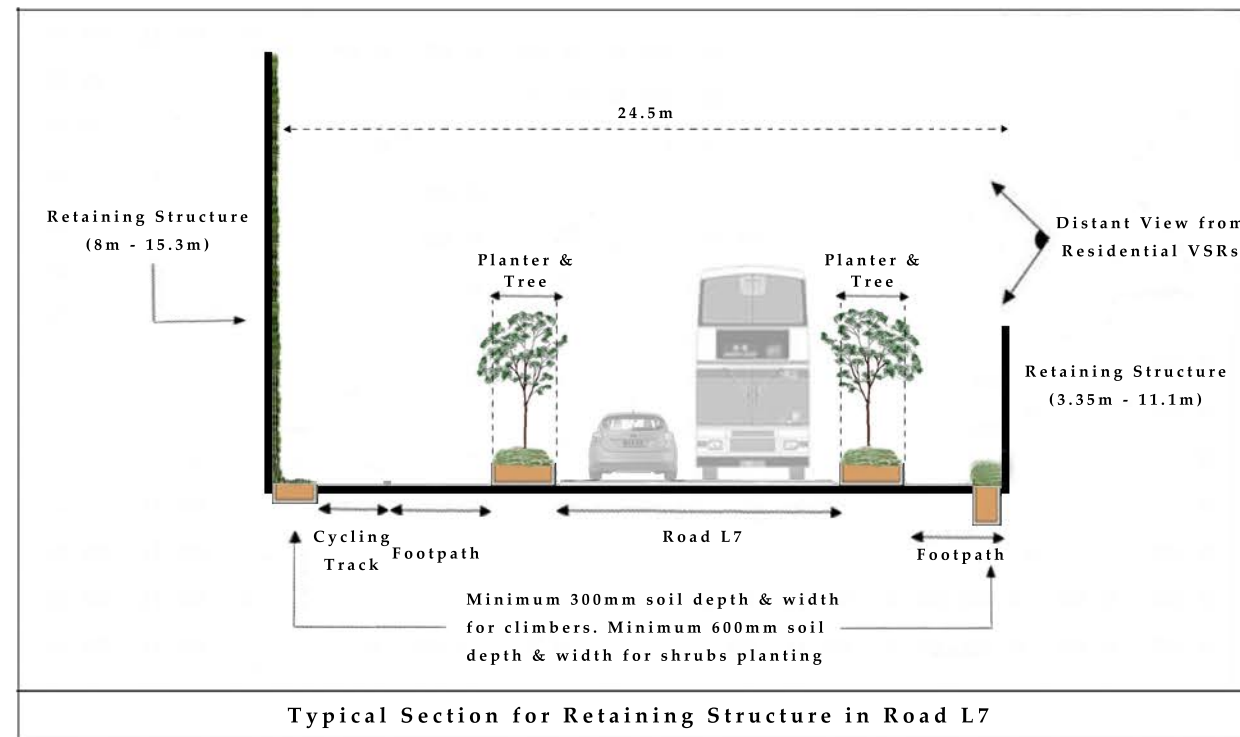 24.5m
Retaining Structure
(8m - 15.3m)
Distant View from
Residential VSRs
Planter &
Tree
Planter &
Tree
Retaining Structure
(3.35m - 11.1m)
Cycling
Track
Footpath
Road L7
Footpath
Minimum 300mm soil depth & width
for climbers. Minimum 600mm soil
depth & width for shrubs planting
Typical Section for Retaining Structure in Road L7